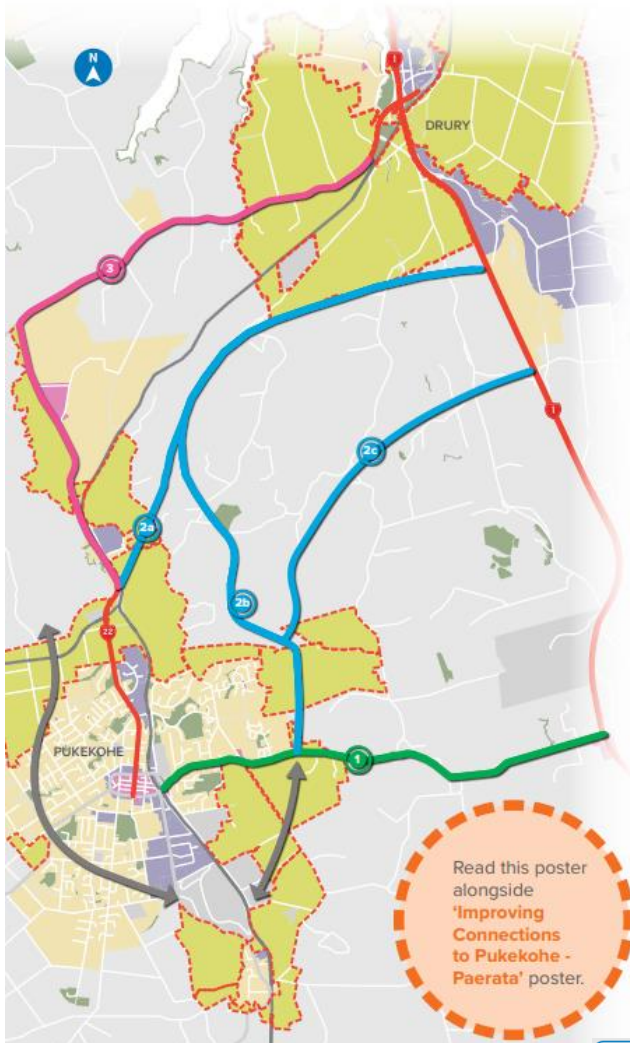 N
1
DRURY
3
2c
1
2a
2b
22
PUKEKOHE
1
Read this poster
alongside
'Improving
Connections
to Pukekohe -
Paerata' poster.